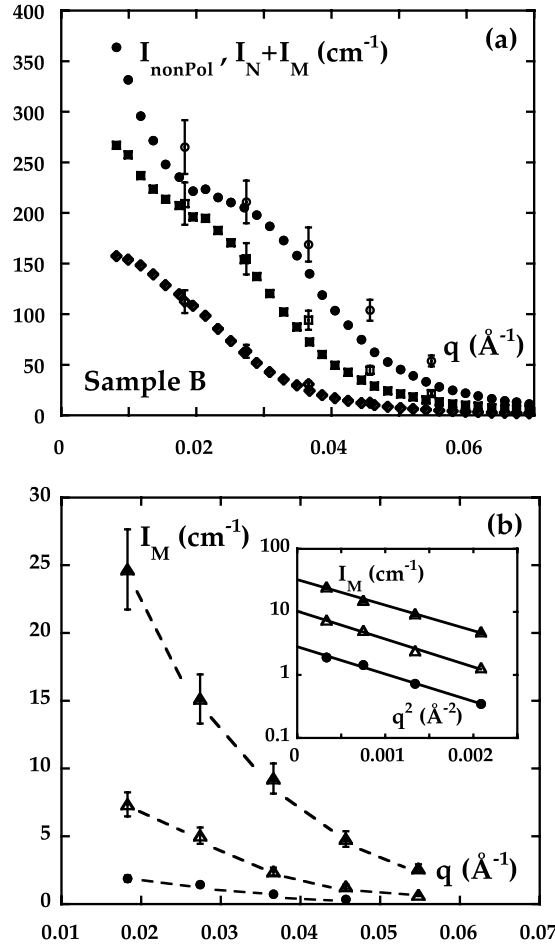 400
350
300
250
200
150
100
50
0
(a)
I_nonPol , I_N+I_M (cm^-1)
q (Å^-1)
Sample B
0 0.02 0.04 0.06
30
25
20
15
10
5
0
(b)
I_M (cm^-1)
100
10
1
0.1
I_M (cm^-1)
q^2 (Å^-2)
0 0.001 0.002
q (Å^-1)
0.01 0.02 0.03 0.04 0.05 0.06 0.07